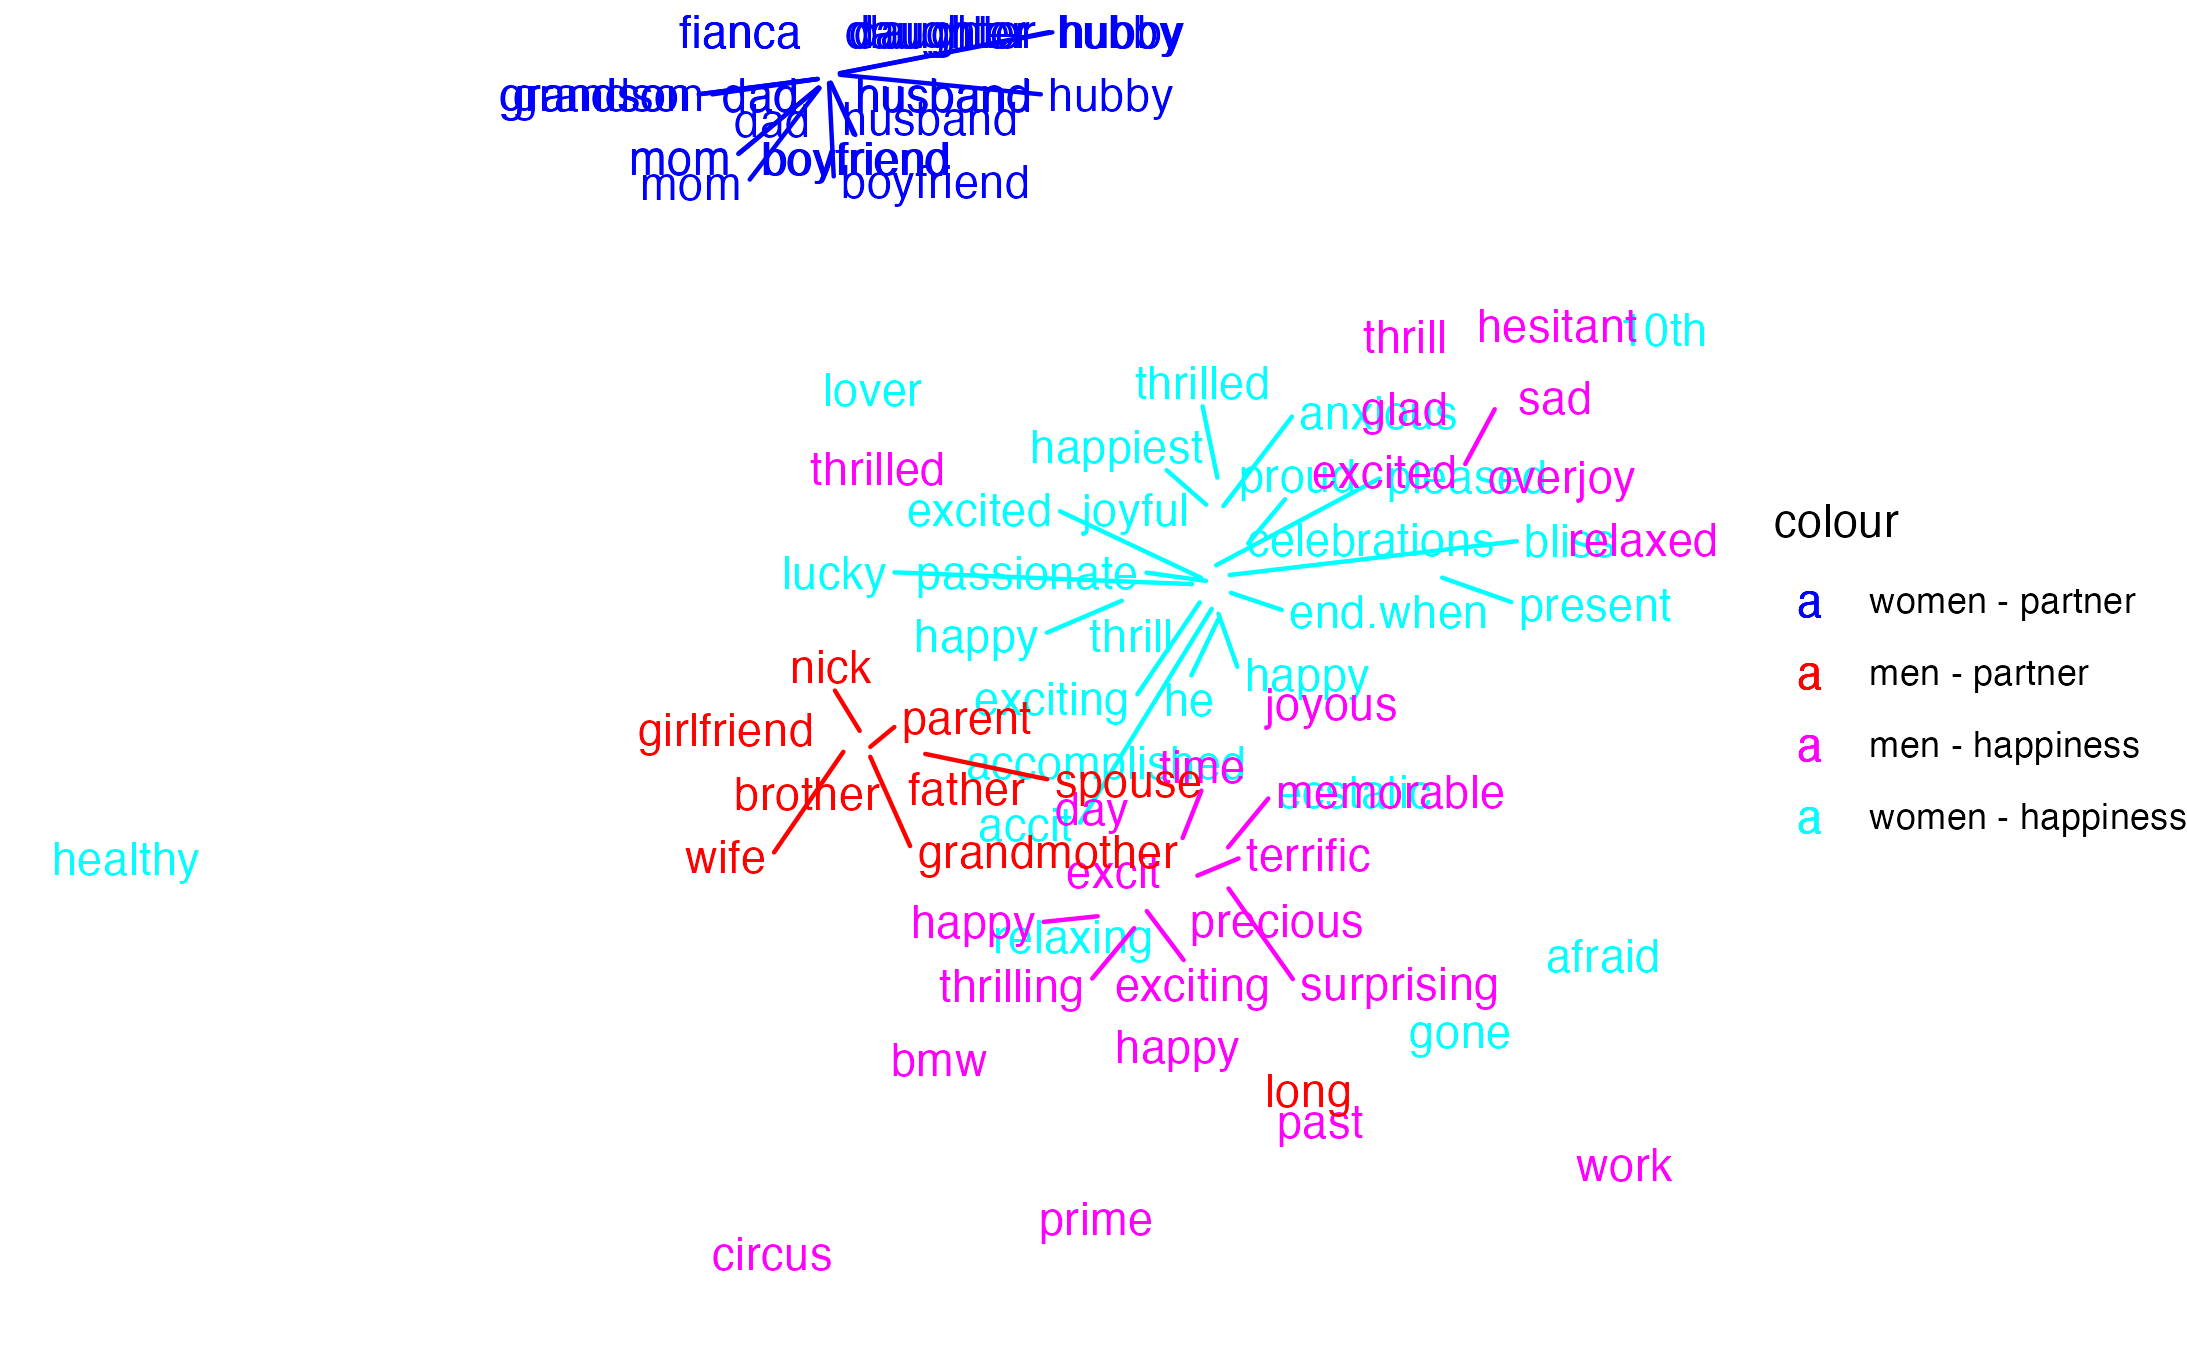 fianca daughter hubby
grandson dad husband hubby
dad husband
mom boyfriend
mom boyfriend
thrill hesitant 10th
lover thrilled sad
glad anxious
happiest
thrilled proud excited pleased overjoy
excited joyful
celebrations bliss relaxed
lucky passionate
end.when present
happy thrill
nick happy
exciting he joyous
girlfriend parent
accomplished time
brother father spouse memorable ecstatic
day
accit
wife grandmother terrific
healthy excit
happy precious
relaxing
afraid
thrilling exciting surprising
gone
bmw happy
long
past
work
prime
circus
colour
a women - partner
a men - partner
a men - happiness
a women - happiness